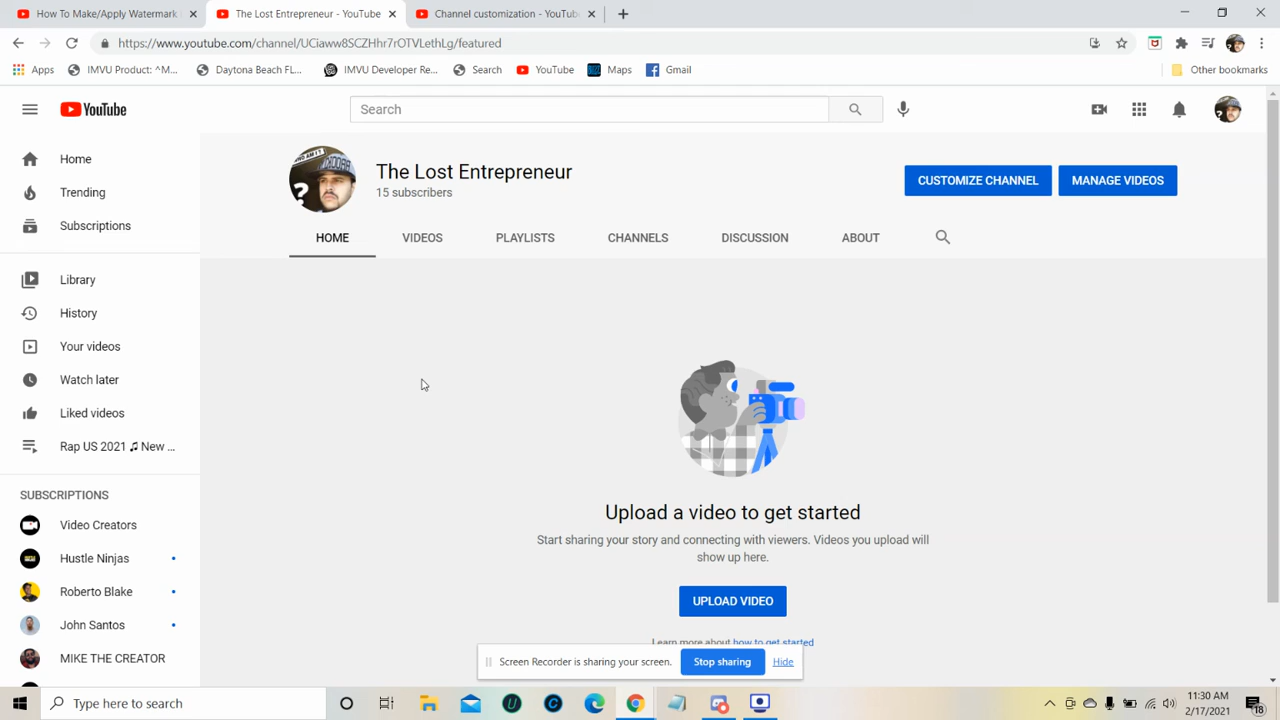 How To Make/Apply Watermark
The Lost Entrepreneur - YouTube
Channel customization - YouTub
https://www.youtube.com/channel/UCiaww8SCZHhr7rOTVLethLg/featured
Apps
IMVU Product: ^M...
Daytona Beach FL...
IMVU Developer Re...
Search
YouTube
Maps
Gmail
Other bookmarks
YouTube
Search
Home
Trending
Subscriptions
Library
History
Your videos
Watch later
Liked videos
Rap US 2021 ♫ New ...
SUBSCRIPTIONS
Video Creators
Hustle Ninjas
Roberto Blake
John Santos
MIKE THE CREATOR
The Lost Entrepreneur
15 subscribers
CUSTOMIZE CHANNEL
MANAGE VIDEOS
HOME
VIDEOS
PLAYLISTS
CHANNELS
DISCUSSION
ABOUT
Upload a video to get started
Start sharing your story and connecting with viewers. Videos you upload will
show up here.
UPLOAD VIDEO
Learn more about how to get started
Screen Recorder is sharing your screen.
Stop sharing
Hide
Type here to search
11:30 AM
2/17/2021
18